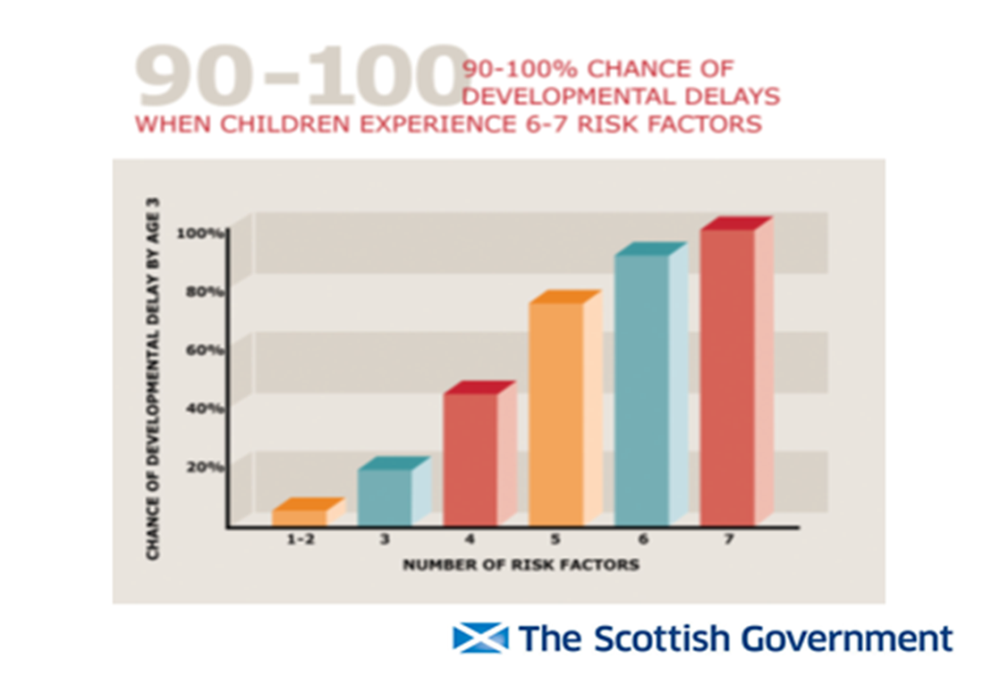 90-100
90-100% CHANCE OF
DEVELOPMENTAL DELAYS
WHEN CHILDREN EXPERIENCE 6-7 RISK FACTORS
CHANCE OF DEVELOPMENTAL DELAY BY AGE 3
100%
80%
60%
40%
20%
1-2 3 4 5 6 7
NUMBER OF RISK FACTORS
The Scottish Government